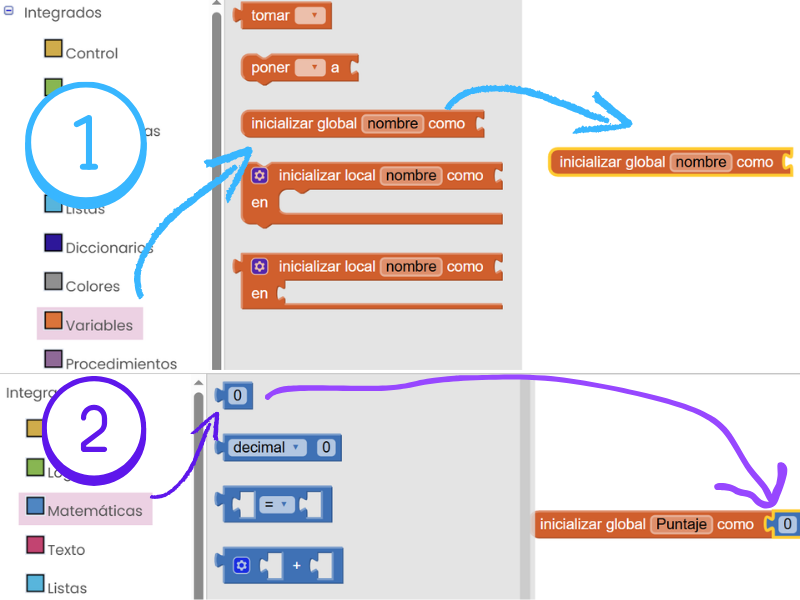 Integrados
Control
as
Listas
Diccionarios
Colores
Variables
Procedimientos
1
tomar
poner a
inicializar global nombre como
inicializar local nombre como
en
inicializar local nombre como
en
inicializar global nombre como
Integra
Matemáticas
Texto
Listas
2
0
decimal 0
=
+
inicializar global Puntaje como 0